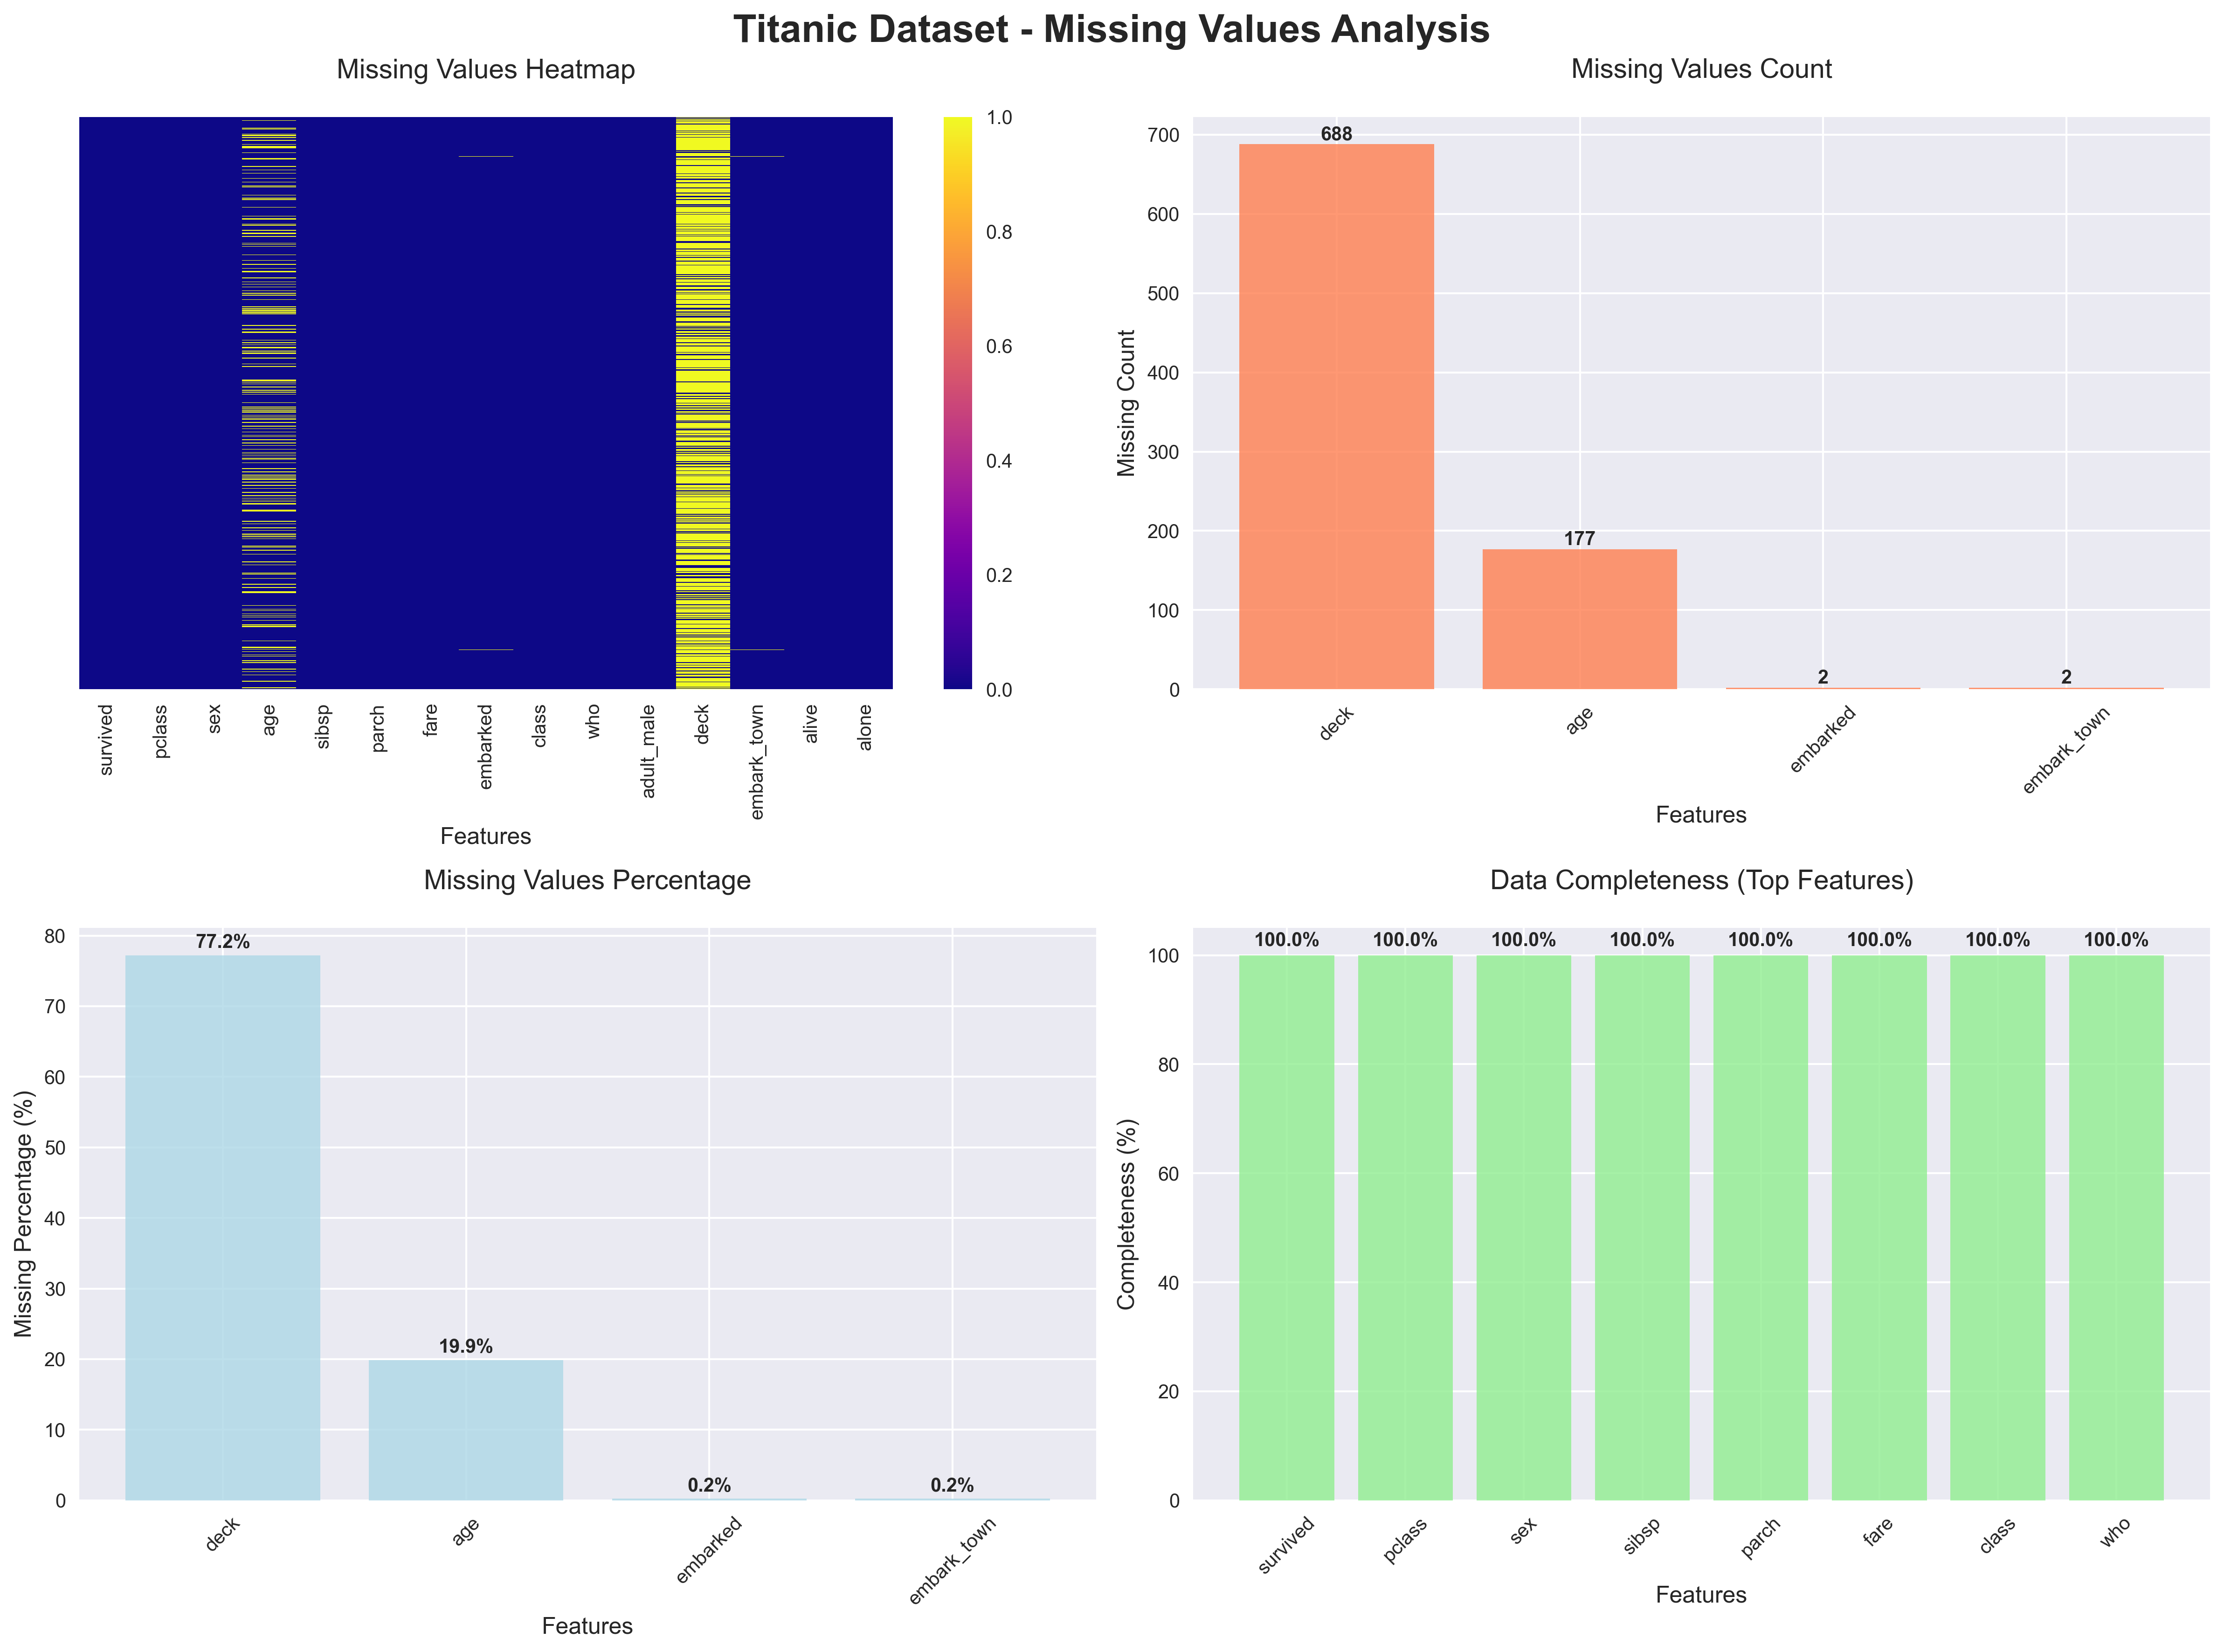 Titanic Dataset - Missing Values Analysis
Missing Values Heatmap
1.0
0.8
0.6
0.4
0.2
0.0
survived
pclass
sex
age
sibsp
parch
fare
embarked
class
who
adult_male
deck
embark_town
alive
alone
Features
Missing Values Count
Missing Count
700
600
500
400
300
200
100
0
688
177
2
2
deck
age
embarked
embark_town
Features
Missing Values Percentage
Missing Percentage (%)
80
70
60
50
40
30
20
10
0
77.2%
19.9%
0.2%
0.2%
deck
age
embarked
embark_town
Features
Data Completeness (Top Features)
Completeness (%)
100
80
60
40
20
0
100.0%
100.0%
100.0%
100.0%
100.0%
100.0%
100.0%
100.0%
survived
pclass
sex
sibsp
parch
fare
class
who
Features